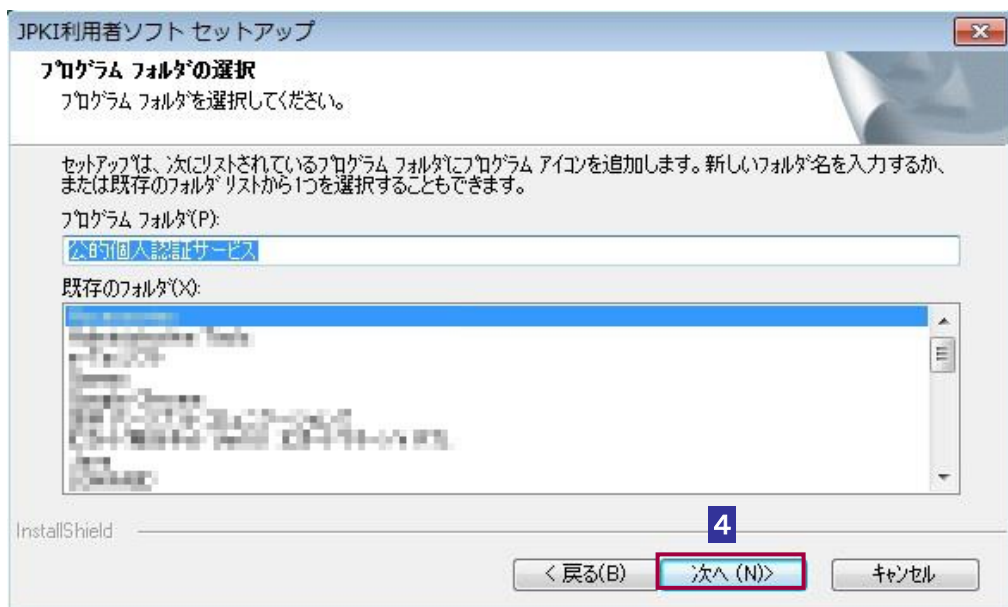 JPKI利用者ソフト セットアップ
プログラム フォルダの選択
プログラム フォルダを選択してください。
セットアップは、次にリストされているプログラム フォルダにプログラム アイコンを追加します。新しいフォルダ名を入力するか、
または既存のフォルダ リストから1つを選択することもできます。
プログラム フォルダ(P):
公的個人認証サービス
既存のフォルダ(X):
InstallShield
4
< 戻る(B)
次へ (N)>
キャンセル